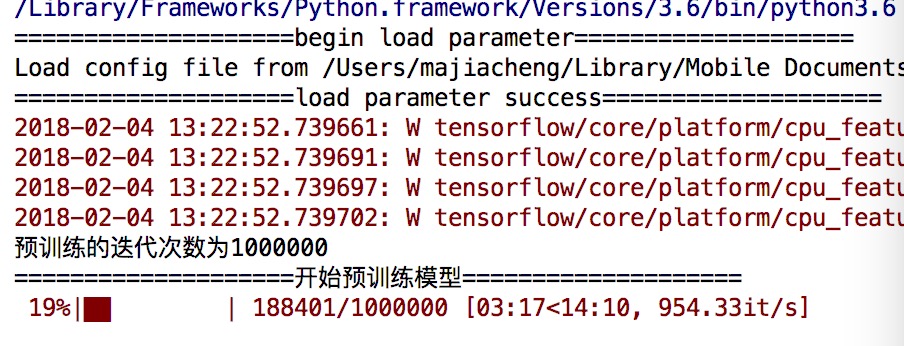 /Library/Frameworks/Python.framework/Versions/3.6/bin/python3.6
====================begin load parameter====================
Load config file from /Users/majiacheng/Library/Mobile Documents
====================load parameter success====================
2018-02-04 13:22:52.739661: W tensorflow/core/platform/cpu_featu
2018-02-04 13:22:52.739691: W tensorflow/core/platform/cpu_featu
2018-02-04 13:22:52.739697: W tensorflow/core/platform/cpu_featu
2018-02-04 13:22:52.739702: W tensorflow/core/platform/cpu_featu
预训练的迭代次数为1000000
====================开始预训练模型====================
19%|█▉        | 188401/1000000 [03:17<14:10, 954.33it/s]